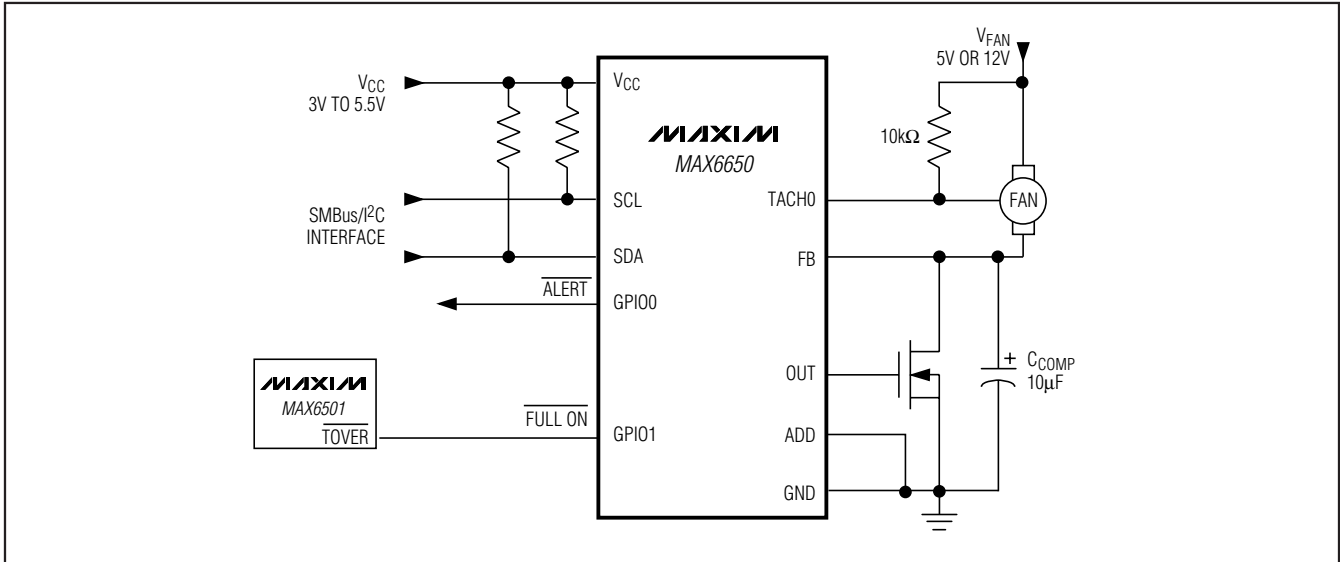 VFAN
5V OR 12V
VCC
3V TO 5.5V
VCC
MAXIM
MAX6650
10kΩ
SCL
TACH0
FAN
SMBus/I2C
INTERFACE
SDA
FB
ALERT
GPIO0
MAXIM
MAX6501
TOVER
FULL ON
GPIO1
OUT
+
CCOMP
10µF
ADD
GND